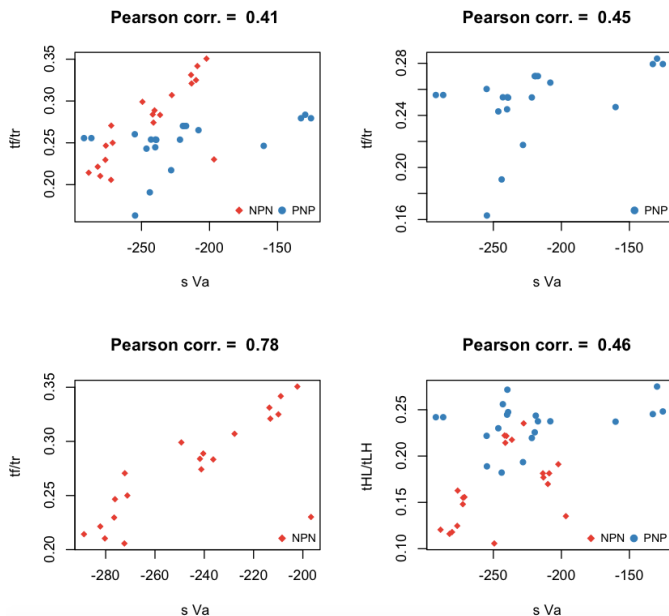 Pearson corr. = 0.41
tf/tr
0.35
0.30
0.25
0.20
NPN PNP
-250 -200 -150
s Va
Pearson corr. = 0.45
tf/tr
0.28
0.24
0.20
0.16
PNP
-250 -200 -150
s Va
Pearson corr. = 0.78
tf/tr
0.35
0.30
0.25
0.20
NPN
-280 -260 -240 -220 -200
s Va
Pearson corr. = 0.46
tHL/tLH
0.25
0.20
0.15
0.10
NPN PNP
-250 -200 -150
s Va